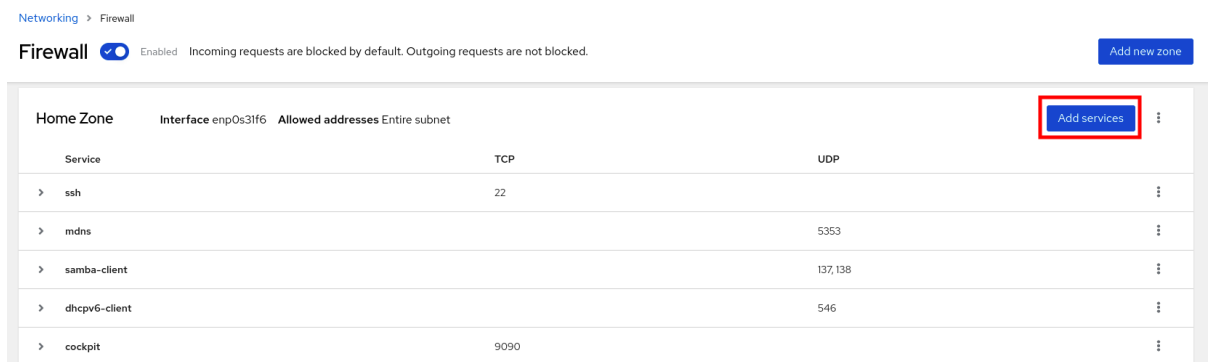 Networking > Firewall
Firewall Enabled Incoming requests are blocked by default. Outgoing requests are not blocked. Add new zone
Home Zone Interface enp0s31f6 Allowed addresses Entire subnet Add services
Service TCP UDP
ssh 22
mdns 5353
samba-client 137, 138
dhcpv6-client 546
cockpit 9090